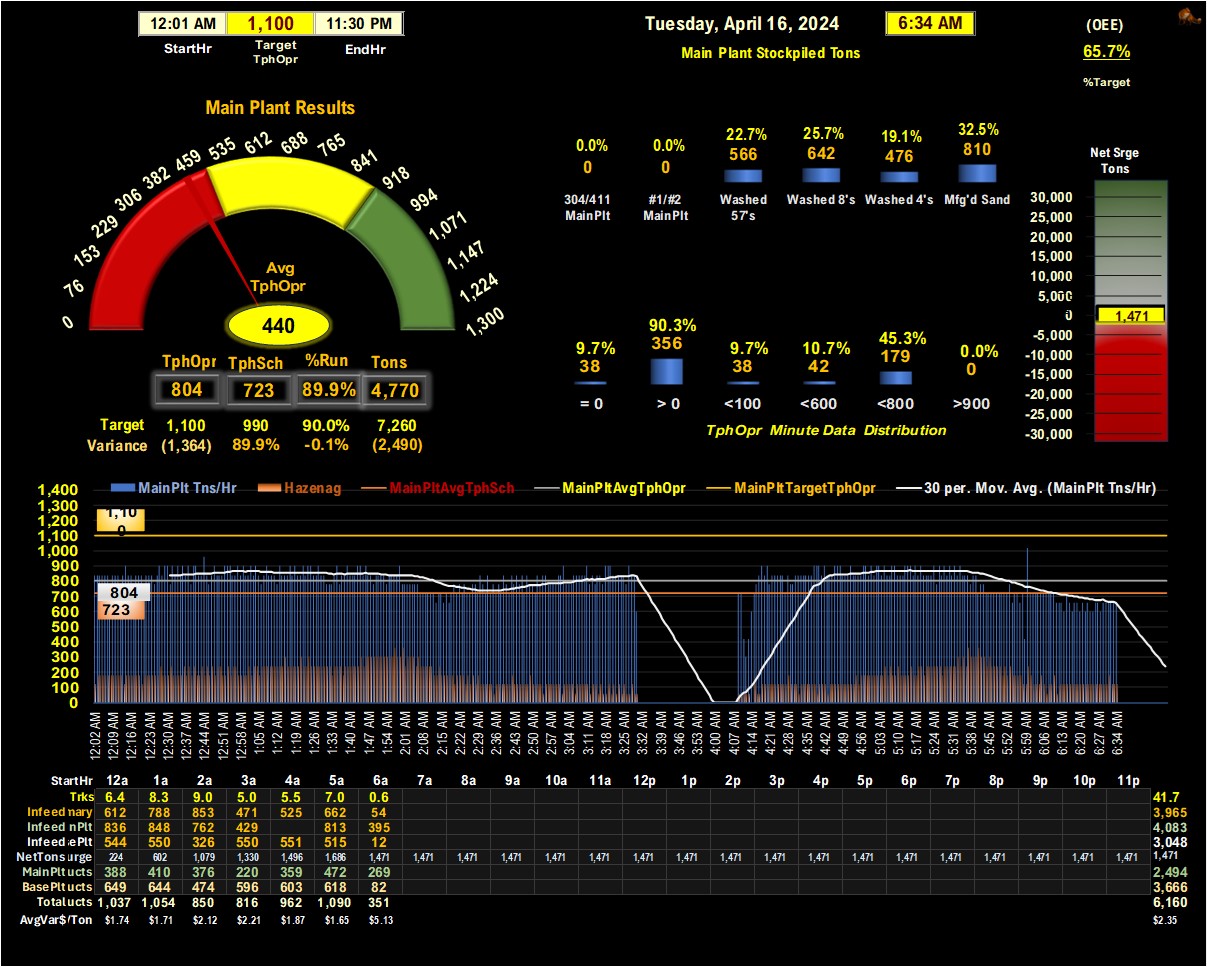 12:01 AM 1,100 11:30 PM
StartHr Target TphOpr EndHr
Tuesday, April 16, 2024 6:34 AM
Main Plant Stockpiled Tons
(OEE)
65.7%
%Target
Main Plant Results
0 76 153 229 306 382 459 535 612 688 765 841 918 994 1,071 1,147 1,224 1,300
Avg
TphOpr
440
TphOpr TphSch %Run Tons
804 723 89.9% 4,770
Target 1,100 990 90.0% 7,260
Variance (1,364) 89.9% -0.1% (2,490)
0.0% 0.0% 22.7% 25.7% 19.1% 32.5%
0 0 566 642 476 810
304/411 #1/#2 Washed Washed 8's Washed 4's Mfg'd Sand
MainPlt MainPlt 57's
9.7% 90.3% 9.7% 10.7% 45.3% 0.0%
38 356 38 42 179 0
= 0 > 0 <100 <600 <800 >900
TphOpr Minute Data Distribution
Net Srge
Tons
30,000
25,000
20,000
15,000
10,000
5,000
0
1,471
-5,000
-10,000
-15,000
-20,000
-25,000
-30,000
MainPlt Tns/Hr Hazenag MainPltAvgTphSch MainPltAvgTphOpr MainPltTargetTphOpr 30 per. Mov. Avg. (MainPlt Tns/Hr)
1,400
1,300
1,200
1,100
1,000
900
800
700
600
500
400
300
200
100
0
1,10
0
804
723
12:02 AM 12:09 AM 12:16 AM 12:23 AM 12:30 AM 12:37 AM 12:44 AM 12:51 AM 12:58 AM 1:05 AM 1:12 AM 1:19 AM 1:26 AM 1:33 AM 1:40 AM 1:47 AM 1:54 AM 2:01 AM 2:08 AM 2:15 AM 2:22 AM 2:29 AM 2:36 AM 2:43 AM 2:50 AM 2:57 AM 3:04 AM 3:11 AM 3:18 AM 3:25 AM 3:32 AM 3:39 AM 3:46 AM 3:53 AM 4:00 AM 4:07 AM 4:14 AM 4:21 AM 4:28 AM 4:35 AM 4:42 AM 4:49 AM 4:56 AM 5:03 AM 5:10 AM 5:17 AM 5:24 AM 5:31 AM 5:38 AM 5:45 AM 5:52 AM 5:59 AM 6:06 AM 6:13 AM 6:20 AM 6:27 AM 6:34 AM
StartHr 12a 1a 2a 3a 4a 5a 6a 7a 8a 9a 10a 11a 12p 1p 2p 3p 4p 5p 6p 7p 8p 9p 10p 11p
Trks 6.4 8.3 9.0 5.0 5.5 7.0 0.6 41.7
Infeed mary 612 788 853 471 525 662 54 3,965
Infeed nPlt 836 848 762 429 813 395 4,083
Infeed ePlt 544 550 326 550 551 515 12 3,048
NetTons urge 224 602 1,079 1,330 1,496 1,686 1,471 1,471 1,471 1,471 1,471 1,471 1,471 1,471 1,471 1,471 1,471 1,471 1,471 1,471 1,471 1,471 1,471 1,471 1,471
MainPlt ucts 388 410 376 220 359 472 269 2,494
BasePlt ucts 649 644 474 596 603 618 82 3,666
Total ucts 1,037 1,054 850 816 962 1,090 351 6,160
AvgVar$/Ton $1.74 $1.71 $2.12 $2.21 $1.87 $1.65 $5.13 $2.35